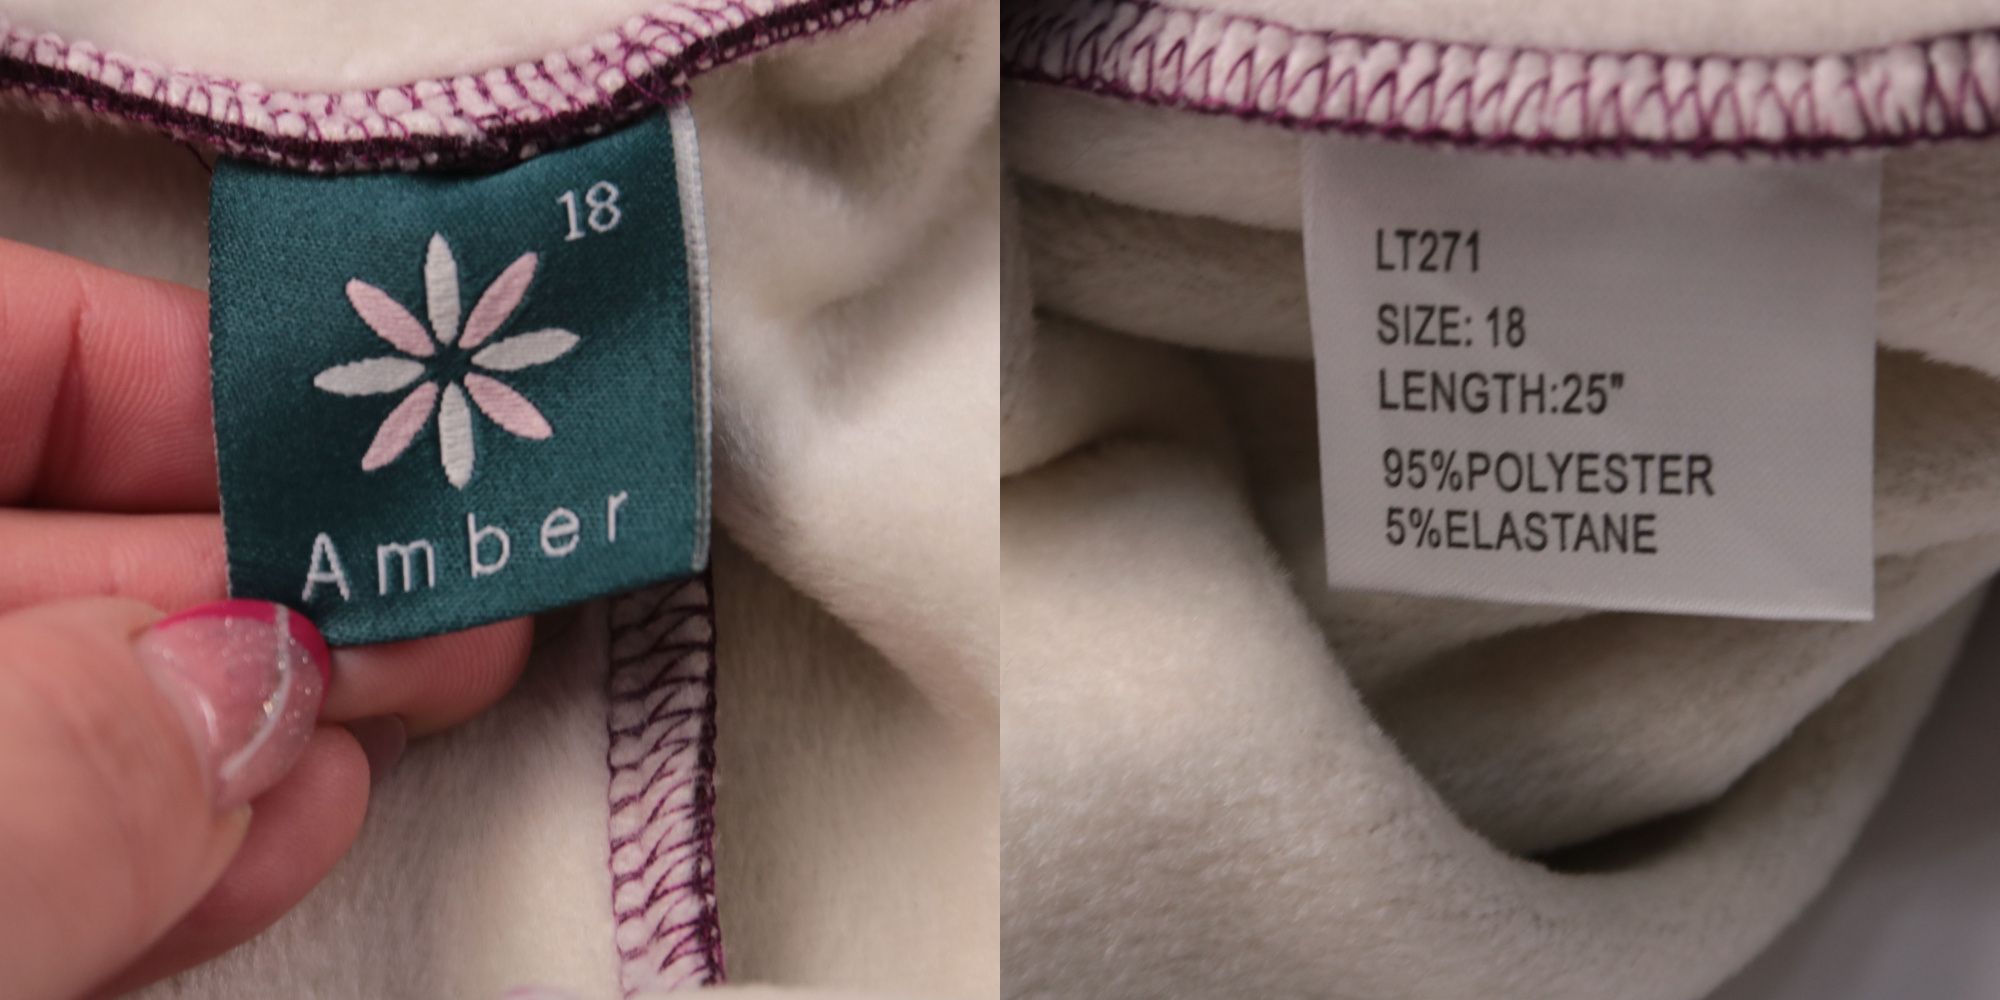 18
Amber
LT271
SIZE: 18
LENGTH:25"
95%POLYESTER
5%ELASTANE